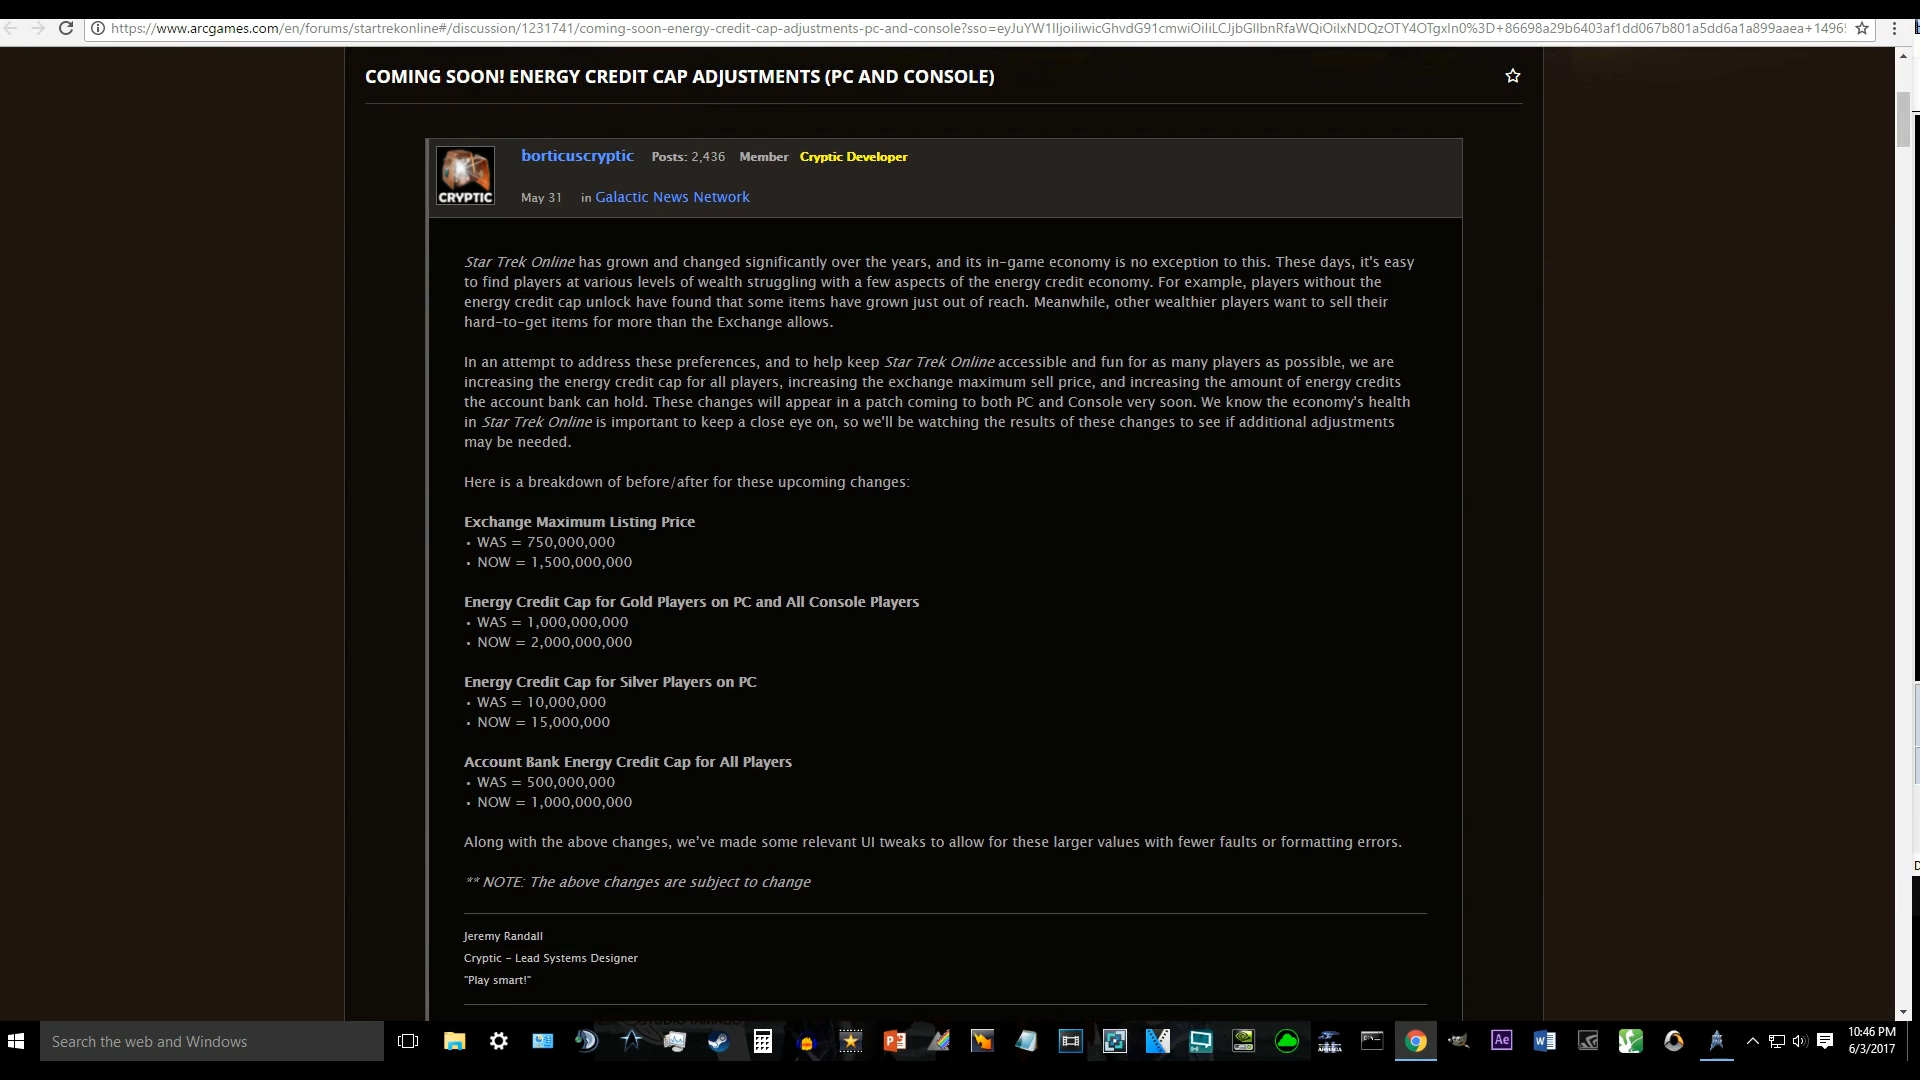 https://www.arcgames.com/en/forums/startrekonline#/discussion/1231741/coming-soon-energy-credit-cap-adjustments-pc-and-console?sso=
COMING SOON! ENERGY CREDIT CAP ADJUSTMENTS (PC AND CONSOLE)
borticuscryptic Posts: 2,436 Member Cryptic Developer
CRYPTIC
May 31 in Galactic News Network
Star Trek Online has grown and changed significantly over the years, and its in-game economy is no exception to this. These days, it's easy
to find players at various levels of wealth struggling with a few aspects of the energy credit economy. For example, players without the
energy credit cap unlock have found that some items have grown just out of reach. Meanwhile, other wealthier players want to sell their
hard-to-get items for more than the Exchange allows.
In an attempt to address these preferences, and to help keep Star Trek Online accessible and fun for as many players as possible, we are
increasing the energy credit cap for all players, increasing the exchange maximum sell price, and increasing the amount of energy credits
the account bank can hold. These changes will appear in a patch coming to both PC and Console very soon. We know the economy's health
in Star Trek Online is important to keep a close eye on, so we'll be watching the results of these changes to see if additional adjustments
may be needed.
Here is a breakdown of before/after for these upcoming changes:
Exchange Maximum Listing Price
• WAS = 750,000,000
• NOW = 1,500,000,000
Energy Credit Cap for Gold Players on PC and All Console Players
• WAS = 1,000,000,000
• NOW = 2,000,000,000
Energy Credit Cap for Silver Players on PC
• WAS = 10,000,000
• NOW = 15,000,000
Account Bank Energy Credit Cap for All Players
• WAS = 500,000,000
• NOW = 1,000,000,000
Along with the above changes, we've made some relevant UI tweaks to allow for these larger values with fewer faults or formatting errors.
** NOTE: The above changes are subject to change
Jeremy Randall
Cryptic - Lead Systems Designer
"Play smart!"
Search the web and Windows
10:46 PM
6/3/2017